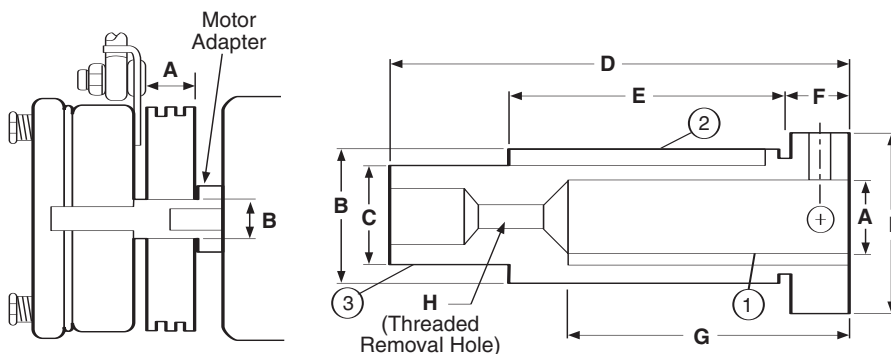 Motor
Adapter
A
B
D
E
F
2
B
C
A
3
H
(Threaded
Removal Hole)
1
G